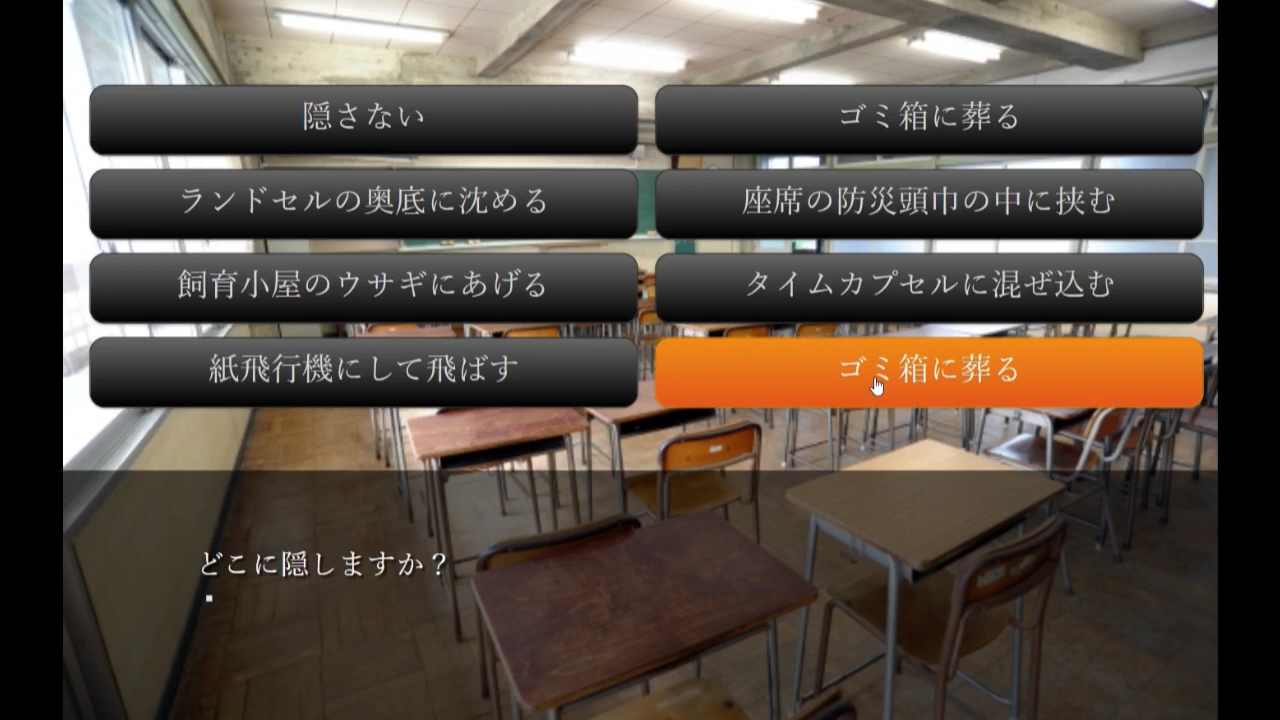 隠さない
ゴミ箱に葬る
ランドセルの奥底に沈める
座席の防災頭巾の中に挟む
飼育小屋のウサギにあげる
タイムカプセルに混ぜ込む
紙飛行機にして飛ばす
ゴミ箱に葬る
どこに隠しますか？